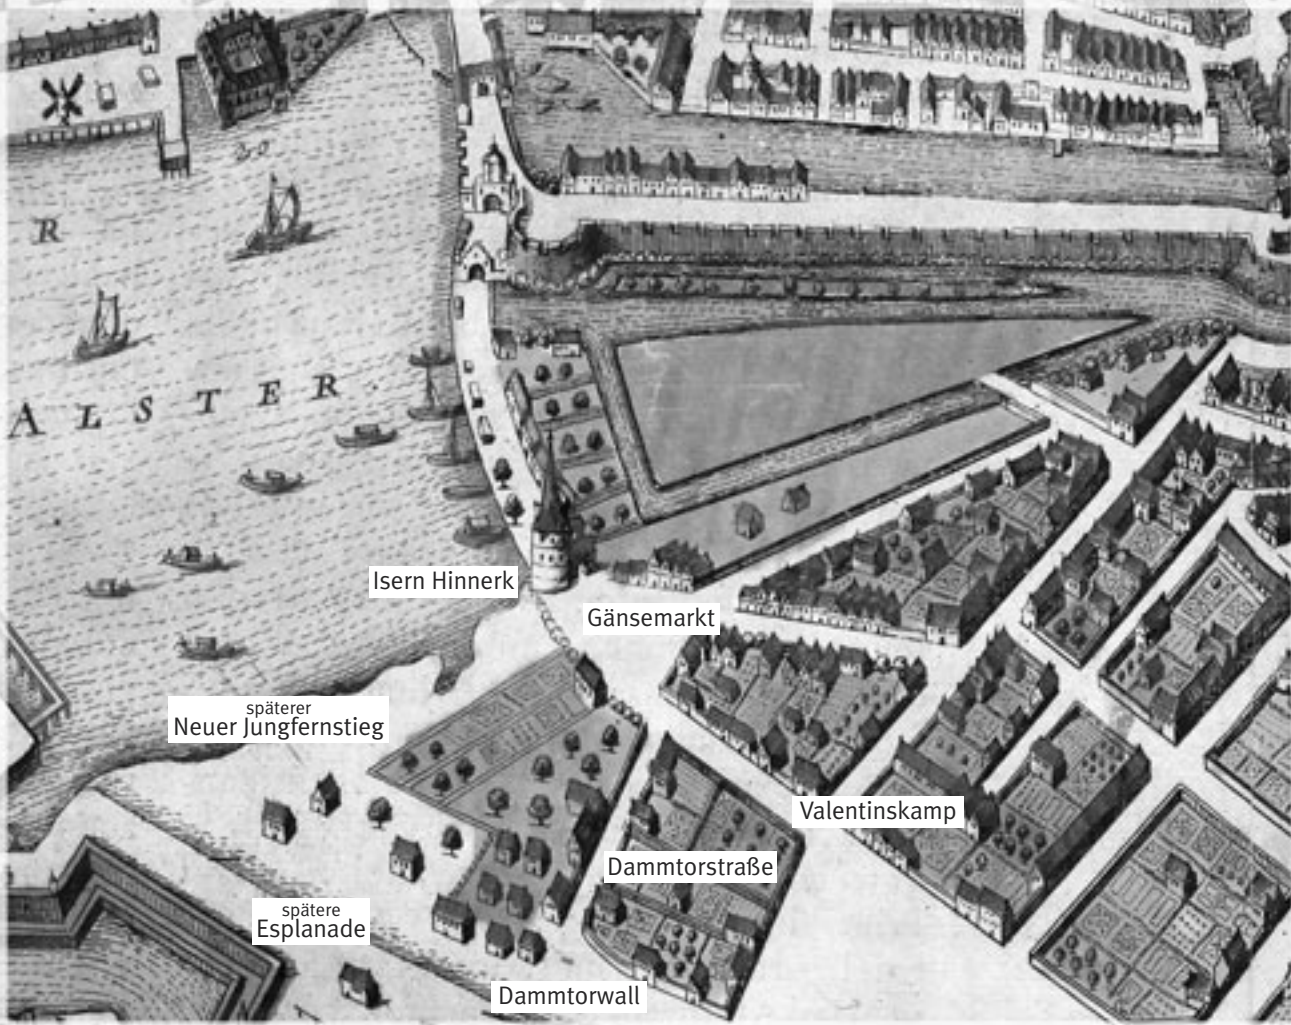 R
ALSTER
Isern Hinnerk
Gänsemarkt
späterer
Neuer Jungfernstieg
Valentinskamp
Dammtorstraße
spätere
Esplanade
Dammtorwall